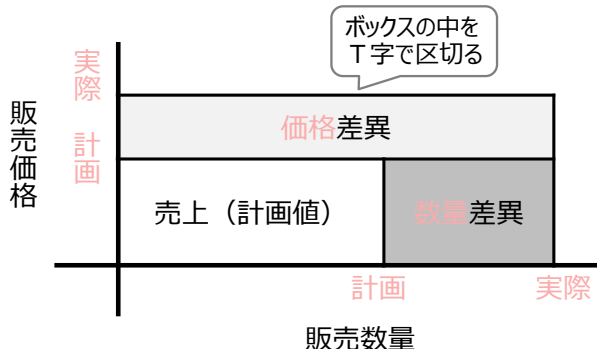 ボックスの中を
T字で区切る
実際
計画
販売価格
価格差異
売上（計画値）
数量差異
計画
実際
販売数量